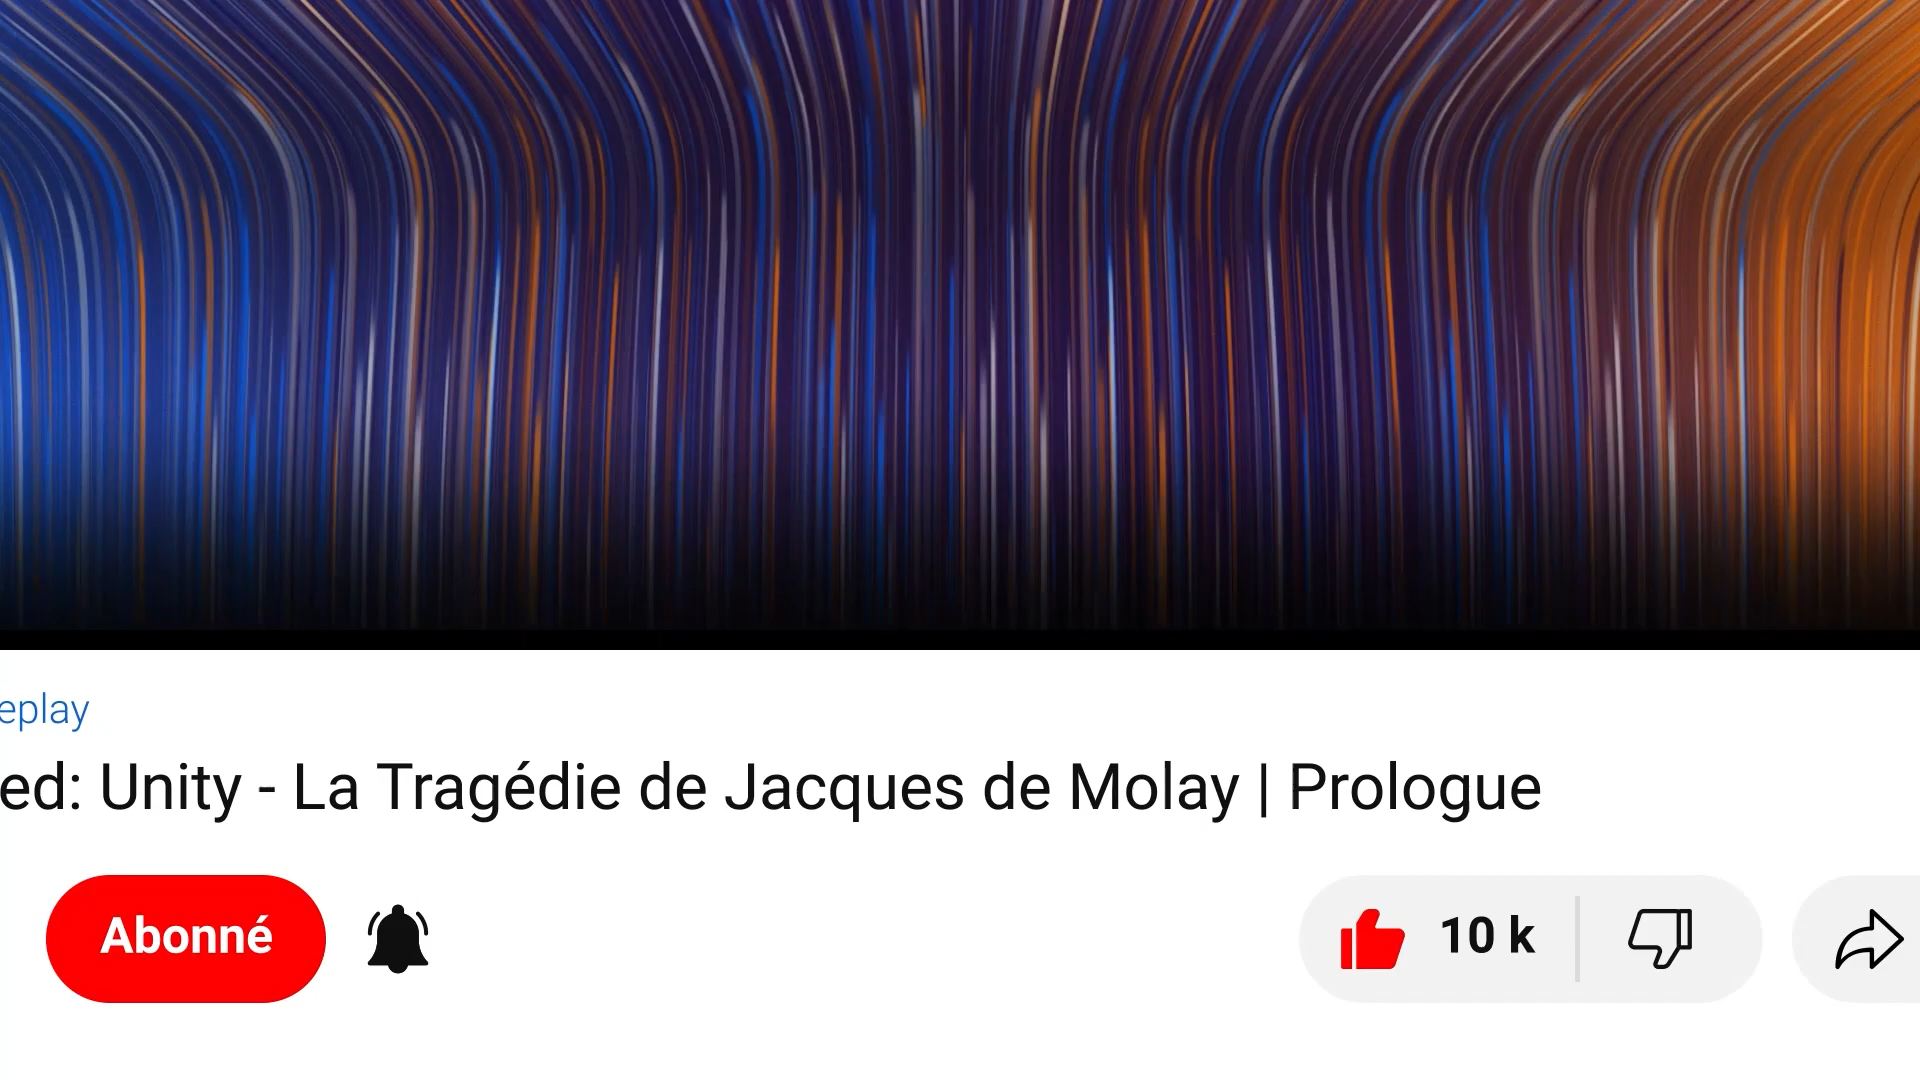 eplay
ed: Unity - La Tragédie de Jacques de Molay | Prologue
Abonné
10 k